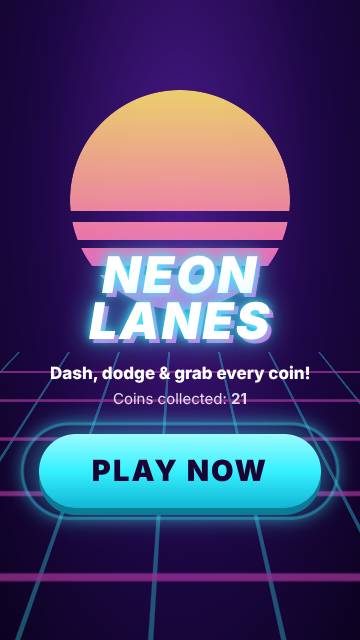 NEON
LANES
Dash, dodge & grab every coin!
Coins collected: 21
PLAY NOW